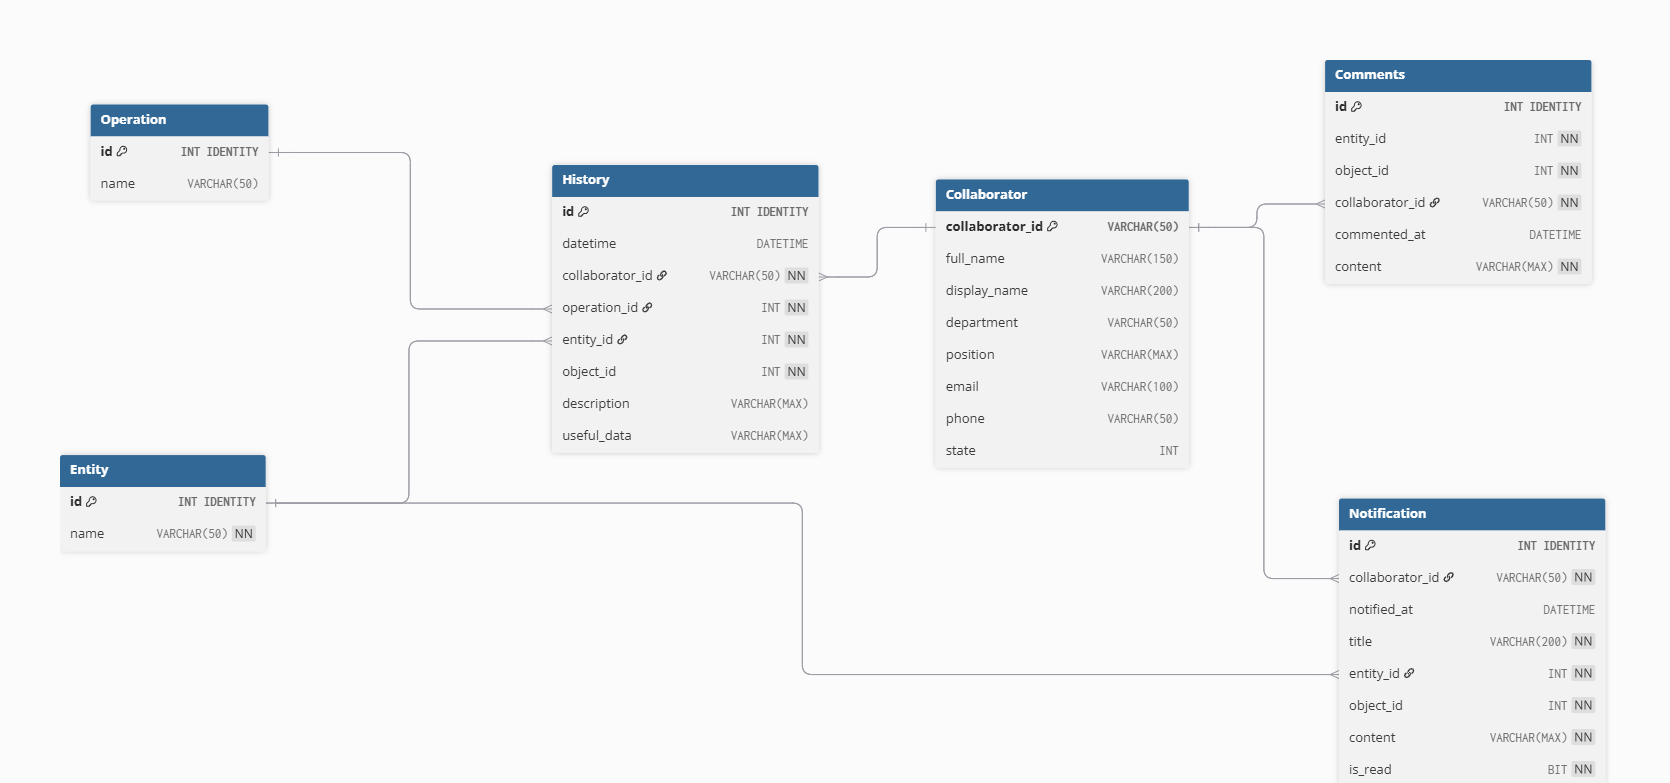 Operation
id INT IDENTITY
name VARCHAR(50)
Entity
id INT IDENTITY
name VARCHAR(50) NN
History
id INT IDENTITY
datetime DATETIME
collaborator_id VARCHAR(50) NN
operation_id INT NN
entity_id INT NN
object_id INT NN
description VARCHAR(MAX)
useful_data VARCHAR(MAX)
Collaborator
collaborator_id VARCHAR(50)
full_name VARCHAR(150)
display_name VARCHAR(200)
department VARCHAR(50)
position VARCHAR(MAX)
email VARCHAR(100)
phone VARCHAR(50)
state INT
Comments
id INT IDENTITY
entity_id INT NN
object_id INT NN
collaborator_id VARCHAR(50) NN
commented_at DATETIME
content VARCHAR(MAX) NN
Notification
id INT IDENTITY
collaborator_id VARCHAR(50) NN
notified_at DATETIME
title VARCHAR(200) NN
entity_id INT NN
object_id INT NN
content VARCHAR(MAX) NN
is_read BIT NN